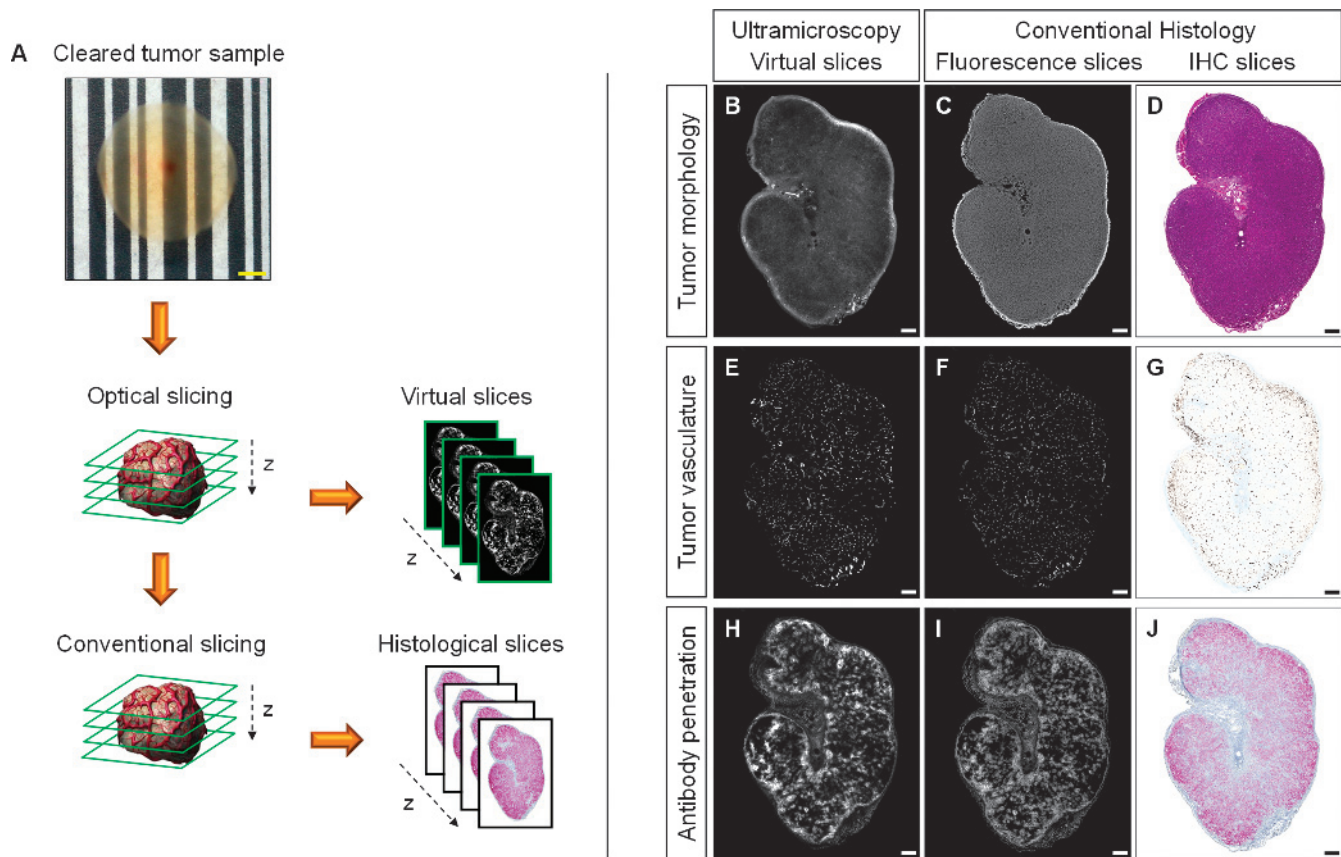 A
Cleared tumor sample
Optical slicing
z
Virtual slices
z
Conventional slicing
z
Histological slices
z
Ultramicroscopy
Virtual slices
Conventional Histology
Fluorescence slices
IHC slices
Tumor morphology
B
C
D
Tumor vasculature
E
F
G
Antibody penetration
H
I
J